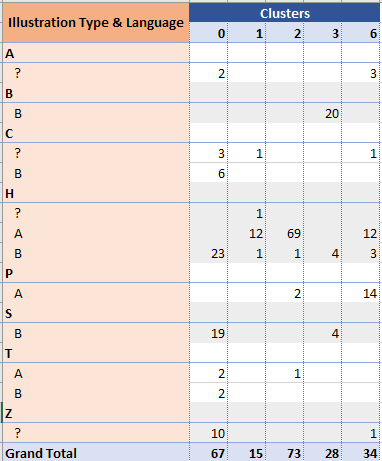 Illustration Type & Language Clusters
0 1 2 3 6
A
? 2 3
B
B 20
C
? 3 1 1
B 6
H
? 1
A 12 69 12
B 23 1 1 4 3
P
A 2 14
S
B 19 4
T
A 2 1
B 2
Z
? 10 1
Grand Total 67 15 73 28 34